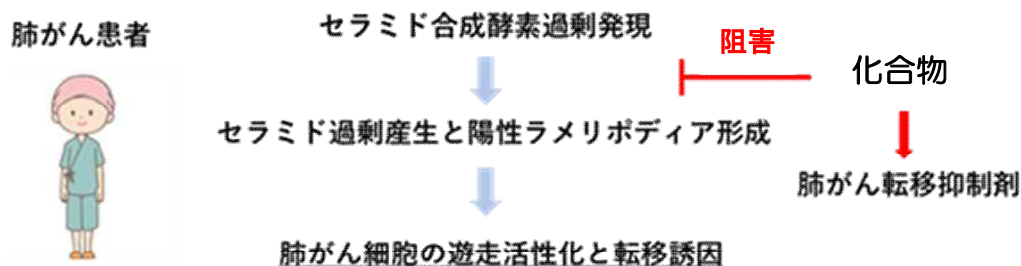 肺がん患者
セラミド合成酵素過剰発現
阻害
化合物
セラミド過剰産生と陽性ラメリポディア形成
肺がん転移抑制剤
肺がん細胞の遊走活性化と転移誘因